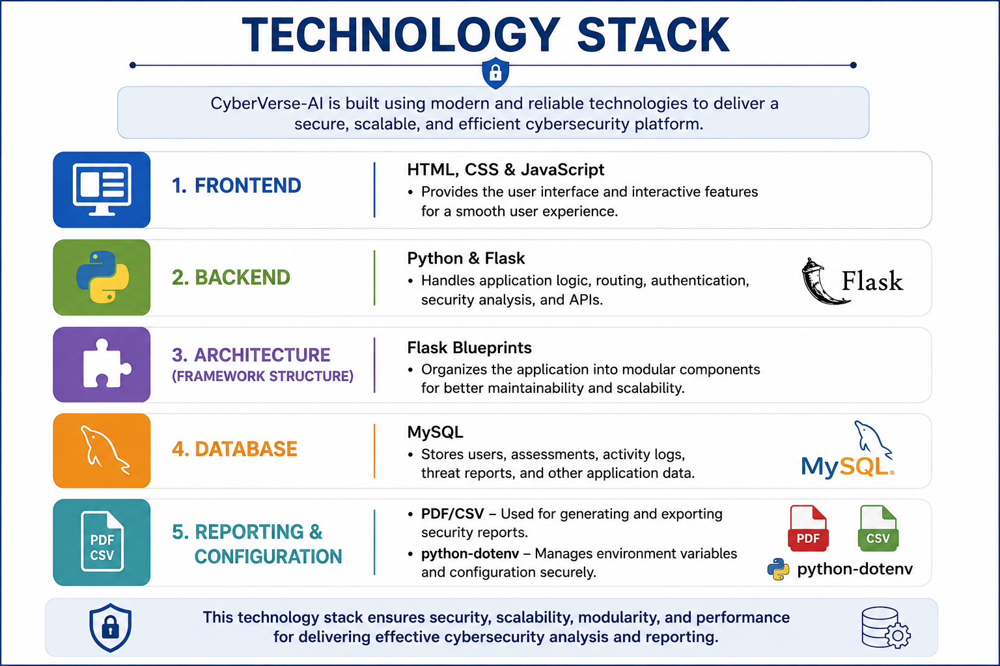 TECHNOLOGY STACK
CyberVerse-AI is built using modern and reliable technologies to deliver a
secure, scalable, and efficient cybersecurity platform.
1. FRONTEND
HTML, CSS & JavaScript
• Provides the user interface and interactive features
for a smooth user experience.
2. BACKEND
Python & Flask
• Handles application logic, routing, authentication,
security analysis, and APIs.
Flask
3. ARCHITECTURE
(FRAMEWORK STRUCTURE)
Flask Blueprints
• Organizes the application into modular components
for better maintainability and scalability.
4. DATABASE
MySQL
• Stores users, assessments, activity logs,
threat reports, and other application data.
MySQL®
PDF
CSV
5. REPORTING &
CONFIGURATION
• PDF/CSV – Used for generating and exporting
security reports.
• python-dotenv – Manages environment variables
and configuration securely.
PDF
CSV
python-dotenv
This technology stack ensures security, scalability, modularity, and performance
for delivering effective cybersecurity analysis and reporting.